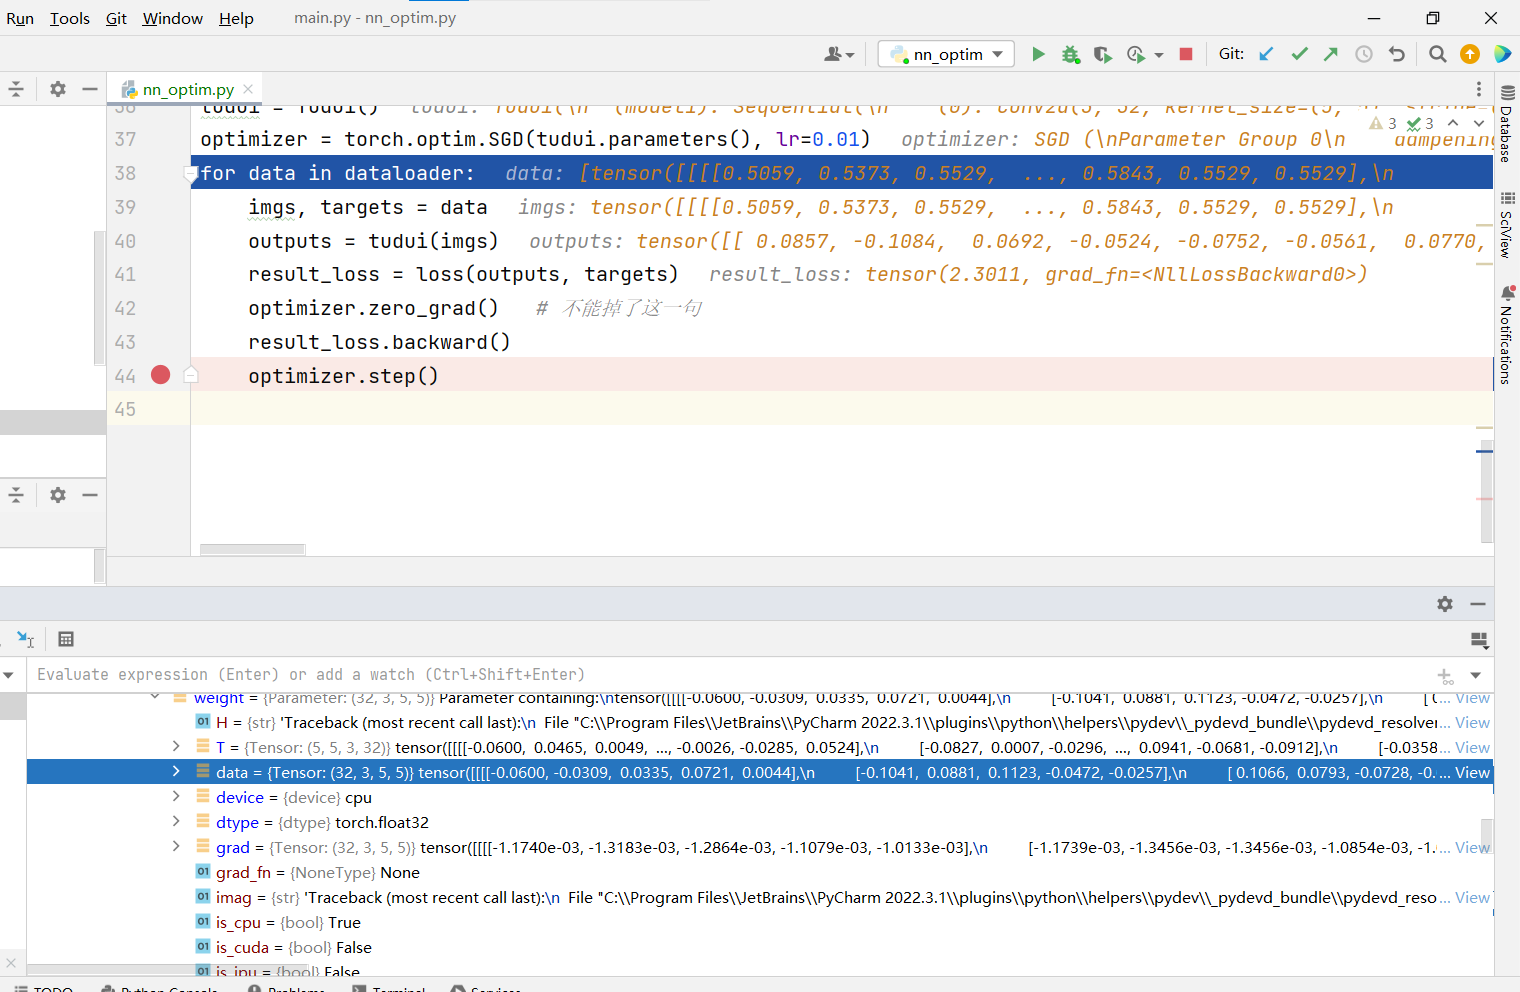 Run Tools Git Window Help main.py - nn_optim.py
nn_optim Git:
nn_optim.py
37 optimizer = torch.optim.SGD(tudui.parameters(), lr=0.01) optimizer: SGD (\nParameter Group 0\n dampening
3 3
38 for data in dataloader: data: [tensor([[[[0.5059, 0.5373, 0.5529, ..., 0.5843, 0.5529, 0.5529],\n
39 imgs, targets = data imgs: tensor([[[[0.5059, 0.5373, 0.5529, ..., 0.5843, 0.5529, 0.5529],\n
40 outputs = tudui(imgs) outputs: tensor([[ 0.0857, -0.1084, 0.0692, -0.0524, -0.0752, -0.0561, 0.0770,
41 result_loss = loss(outputs, targets) result_loss: tensor(2.3011, grad_fn=<NllLossBackward0>)
42 optimizer.zero_grad() # 不能掉了这一句
43 result_loss.backward()
44 optimizer.step()
45
Database
SciView
Notifications
Evaluate expression (Enter) or add a watch (Ctrl+Shift+Enter)
weight = {Parameter: (32, 3, 5, 5)} Parameter containing:\ntensor([[[[-0.0600, -0.0309, 0.0335, 0.0721, 0.0044],\n [-0.1041, 0.0881, 0.1123, -0.0472, -0.0257],\n [ 0... View
01 H = {str} 'Traceback (most recent call last):\n File "C:\\Program Files\\JetBrains\\PyCharm 2022.3.1\\plugins\\python\\helpers\\pydev\\_pydevd_bundle\\pydevd_resolver... View
T = {Tensor: (5, 5, 3, 32)} tensor([[[[-0.0600, 0.0465, 0.0049, ..., -0.0026, -0.0285, 0.0524],\n [-0.0827, 0.0007, -0.0296, ..., 0.0941, -0.0681, -0.0912],\n [-0.0358... View
data = {Tensor: (32, 3, 5, 5)} tensor([[[[-0.0600, -0.0309, 0.0335, 0.0721, 0.0044],\n [-0.1041, 0.0881, 0.1123, -0.0472, -0.0257],\n [ 0.1066, 0.0793, -0.0728, -0.... View
device = {device} cpu
dtype = {dtype} torch.float32
grad = {Tensor: (32, 3, 5, 5)} tensor([[[[-1.1740e-03, -1.3183e-03, -1.2864e-03, -1.1079e-03, -1.0133e-03],\n [-1.1739e-03, -1.3456e-03, -1.3456e-03, -1.0854e-03, -1.... View
01 grad_fn = {NoneType} None
01 imag = {str} 'Traceback (most recent call last):\n File "C:\\Program Files\\JetBrains\\PyCharm 2022.3.1\\plugins\\python\\helpers\\pydev\\_pydevd_bundle\\pydevd_reso... View
01 is_cpu = {bool} True
01 is_cuda = {bool} False
01 is_ipu = {bool} False
TODO Python Console Problems Terminal Services